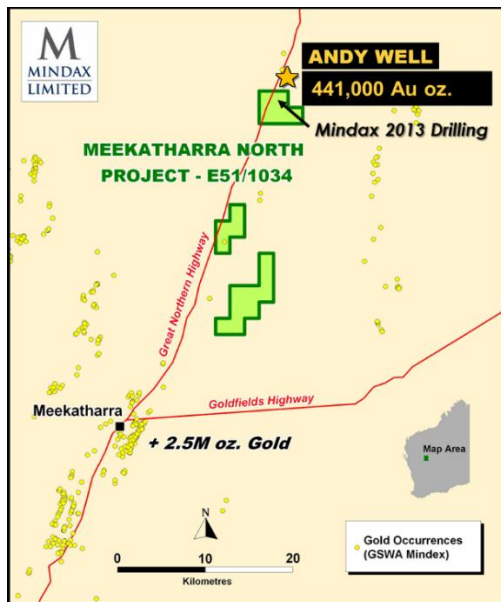 M
MINDAX
LIMITED
ANDY WELL
441,000 Au oz.
Mindax 2013 Drilling
MEEKATHARRA NORTH
PROJECT - E51/1034
Great Northern Highway
Goldfields Highway
Meekatharra
+ 2.5M oz. Gold
Map Area
N
0 10 20
Kilometres
Gold Occurrences
(GSWA Mindex)